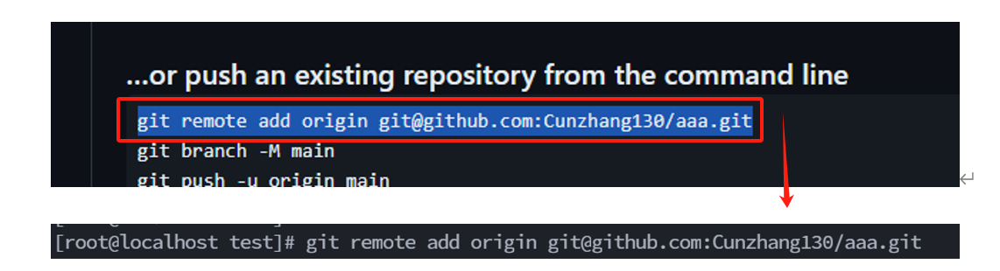 ...or push an existing repository from the command line
git remote add origin git@github.com:Cunzhang130/aaa.git
git branch -M main
git push -u origin main
[root@localhost test]# git remote add origin git@github.com:Cunzhang130/aaa.git